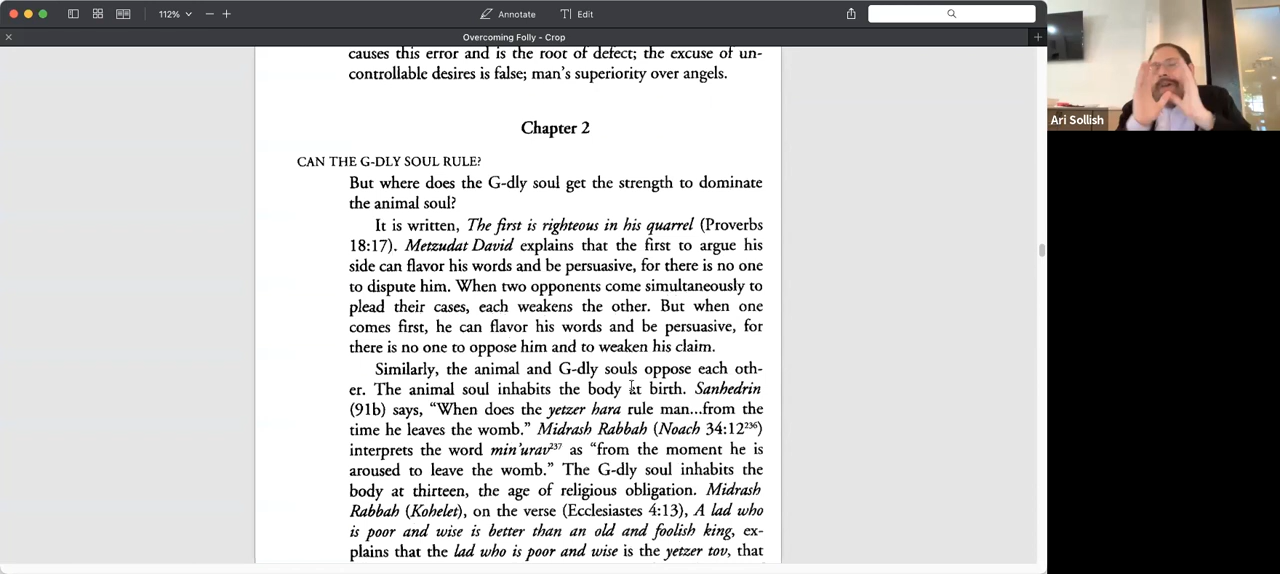 112%
Annotate
Edit
Overcoming Folly - Crop
causes this error and is the root of defect; the excuse of un-
controllable desires is false; man's superiority over angels.
Chapter 2
CAN THE G-DLY SOUL RULE?
But where does the G-dly soul get the strength to dominate
the animal soul?
It is written, The first is righteous in his quarrel (Proverbs
18:17). Metzudat David explains that the first to argue his
side can flavor his words and be persuasive, for there is no one
to dispute him. When two opponents come simultaneously to
plead their cases, each weakens the other. But when one
comes first, he can flavor his words and be persuasive, for
there is no one to oppose him and to weaken his claim.
Similarly, the animal and G-dly souls oppose each oth-
er. The animal soul inhabits the body at birth. Sanhedrin
(91b) says, "When does the yetzer hara rule man...from the
time he leaves the womb." Midrash Rabbah (Noach 34:12²³⁶)
interprets the word min'urav²³⁷ as "from the moment he is
aroused to leave the womb." The G-dly soul inhabits the
body at thirteen, the age of religious obligation. Midrash
Rabbah (Kohelet), on the verse (Ecclesiastes 4:13), A lad who
is poor and wise is better than an old and foolish king, ex-
plains that the lad who is poor and wise is the yetzer tov, that
Ari Sollish